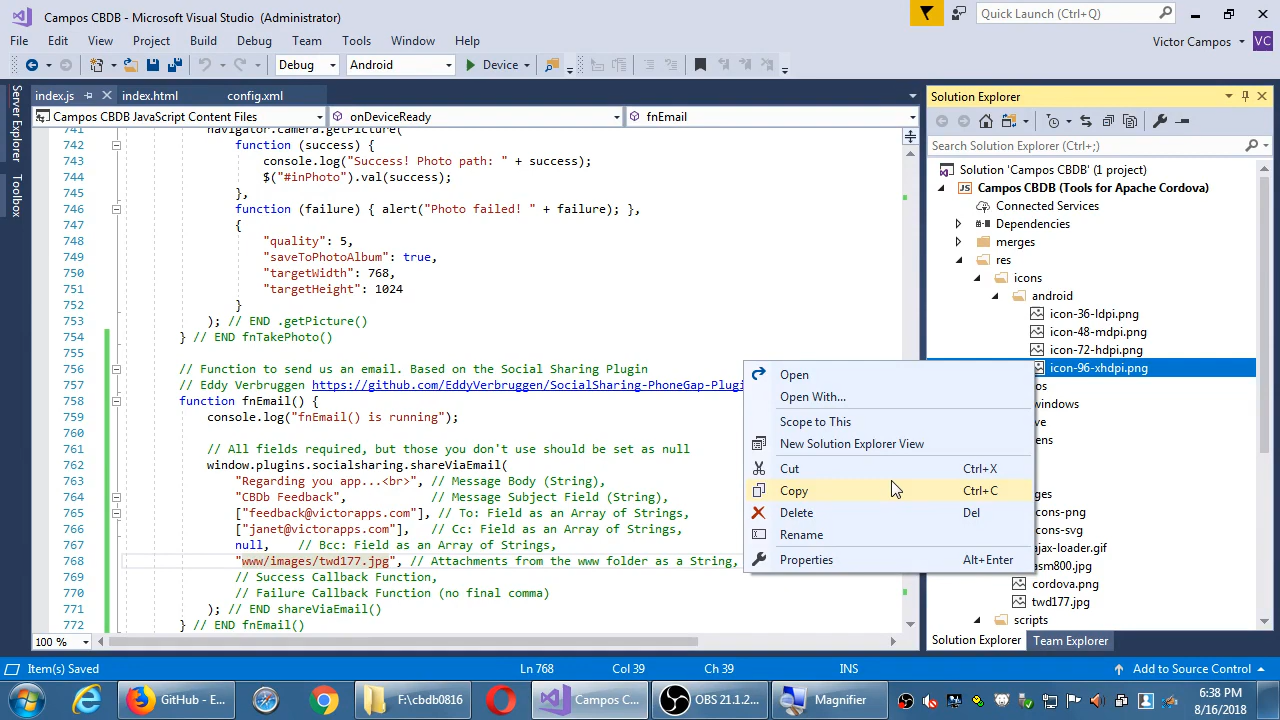 Campos CBDB - Microsoft Visual Studio (Administrator)
Quick Launch (Ctrl+Q)
File Edit View Project Build Debug Team Tools Window Help
Victor Campos VC
Debug Android Device
index.js index.html config.xml
Solution Explorer
Server Explorer
Toolbox
Campos CBDB JavaScript Content Files onDeviceReady fnEmail
Search Solution Explorer (Ctrl+;)
741 navigator.camera.getPicture(
742 function (success) {
743 console.log("Success! Photo path: " + success);
744 $("#inPhoto").val(success);
745 },
746 function (failure) { alert("Photo failed! " + failure); },
747 {
748 "quality": 5,
749 "saveToPhotoAlbum": true,
750 "targetWidth": 768,
751 "targetHeight": 1024
752 }
753 ); // END .getPicture()
754 } // END fnTakePhoto()
755
756 // Function to send us an email. Based on the Social Sharing Plugin
757 // Eddy Verbruggen https://github.com/EddyVerbruggen/SocialSharing-PhoneGap-Plugi
758 function fnEmail() {
759 console.log("fnEmail() is running");
760
761 // All fields required, but those you don't use should be set as null
762 window.plugins.socialsharing.shareViaEmail(
763 "Regarding you app...<br>", // Message Body (String),
764 "CBDb Feedback", // Message Subject Field (String),
765 ["feedback@victorapps.com"], // To: Field as an Array of Strings,
766 ["janet@victorapps.com"], // Cc: Field as an Array of Strings,
767 null, // Bcc: Field as an Array of Strings,
768 "www/images/twd177.jpg", // Attachments from the www folder as a String,
769 // Success Callback Function,
770 // Failure Callback Function (no final comma)
771 ); // END shareViaEmail()
772 } // END fnEmail()
Solution 'Campos CBDB' (1 project)
JS Campos CBDB (Tools for Apache Cordova)
Connected Services
Dependencies
merges
res
icons
android
icon-36-ldpi.png
icon-48-mdpi.png
icon-72-hdpi.png
icon-96-xhdpi.png
os
windows
ve
ens
ges
ons-png
ons-svg
ajax-loader.gif
asm800.jpg
cordova.png
twd177.jpg
scripts
Open
Open With...
Scope to This
New Solution Explorer View
Cut Ctrl+X
Copy Ctrl+C
Delete Del
Rename
Properties Alt+Enter
100 %
Solution Explorer Team Explorer
Item(s) Saved Ln 768 Col 39 Ch 39 INS Add to Source Control
GitHub - E... F:\cbdb0816 Campos C... OBS 21.1.2... Magnifier
6:38 PM
8/16/2018